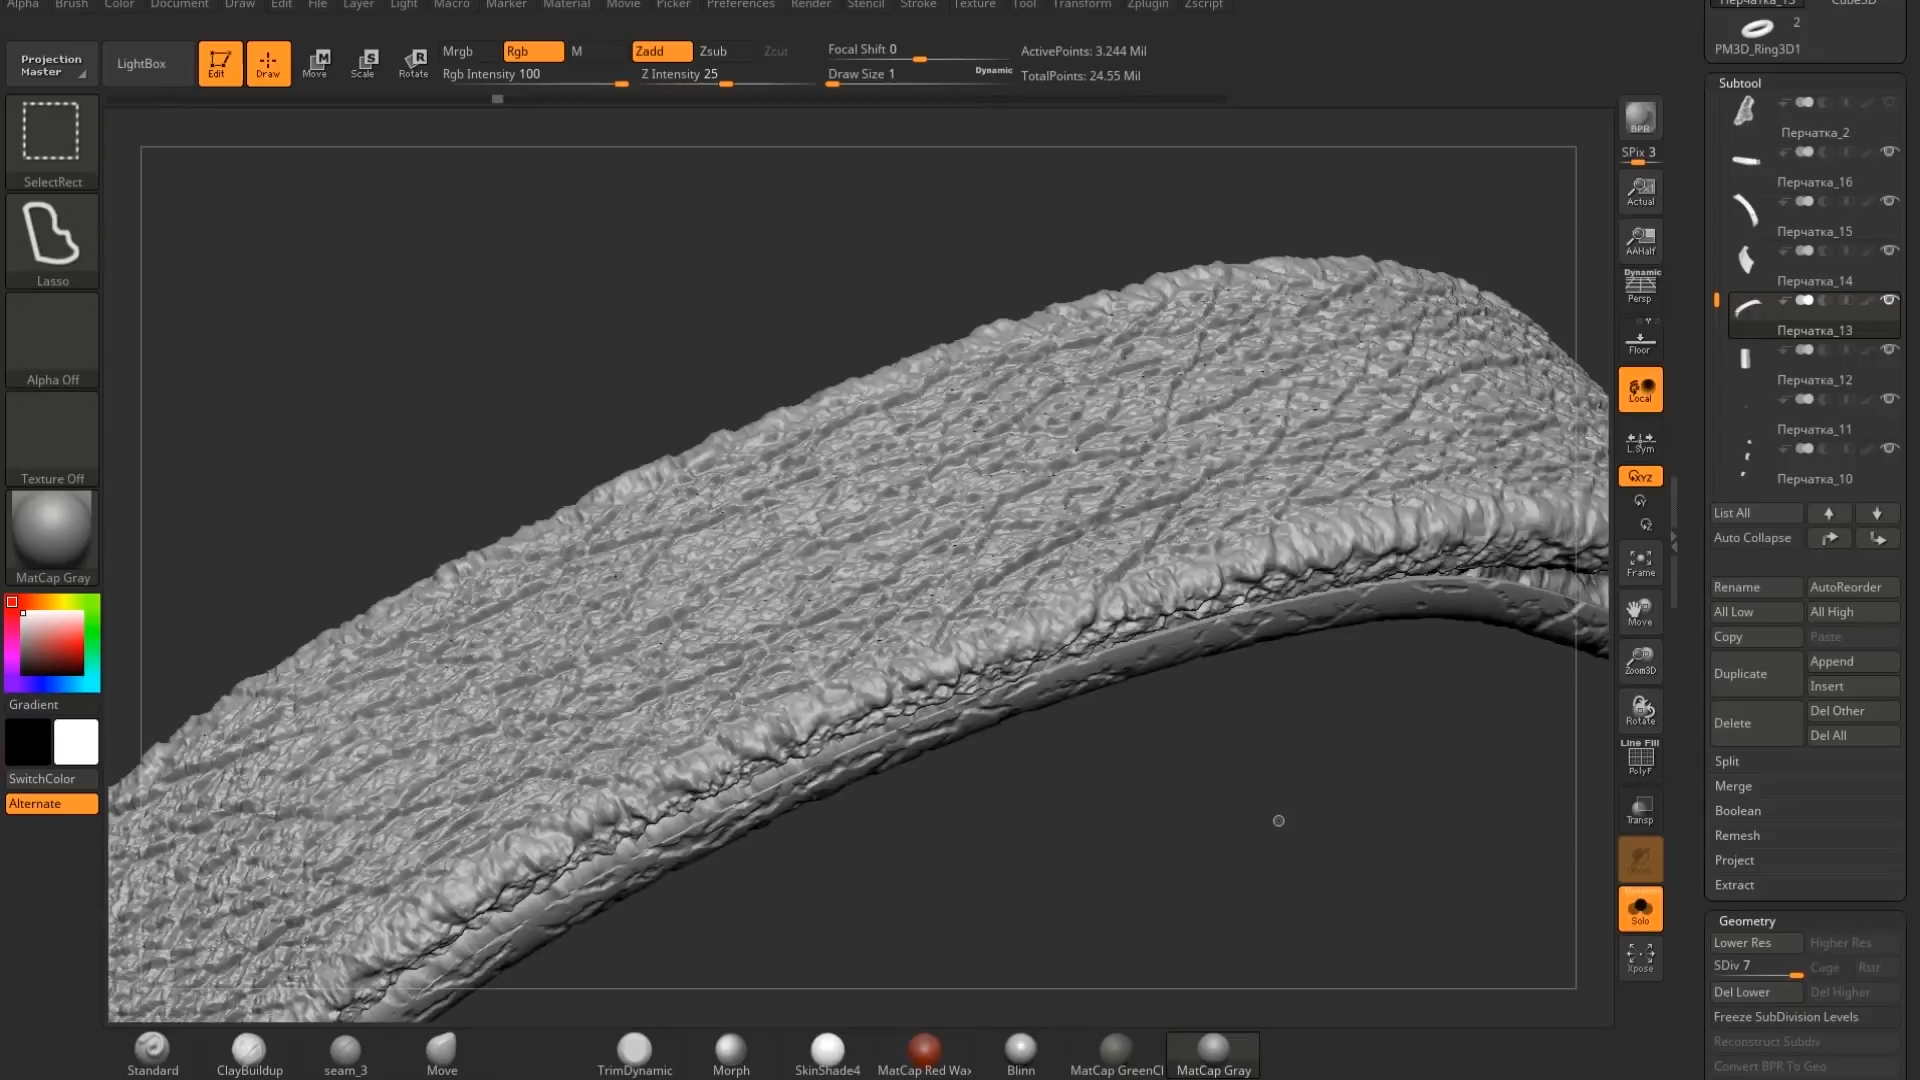 Alpha Brush Color Document Draw Edit File Layer Light Macro Marker Material Movie Picker Preferences Render Stencil Stroke Texture Tool Transform Zplugin Zscript
Projection
Master
LightBox
Edit
Draw
Move
Scale
Rotate
Mrgb Rgb M Zadd Zsub Zcut
Rgb Intensity 100 Z Intensity 25
Focal Shift 0
Draw Size 1 Dynamic
ActivePoints: 3.244 Mil
TotalPoints: 24.55 Mil
SelectRect
Lasso
Alpha Off
Texture Off
MatCap Gray
Gradient
SwitchColor
Alternate
BPR
SPix 3
Actual
AAHalf
Dynamic
Persp
Floor
Local
L.Sym
XYZ
Frame
Move
Zoom3D
Rotate
Line Fill
PolyF
Transp
Solo
Xpose
Перчатка_13 Cube3D
2
PM3D_Ring3D1
Subtool
Перчатка_2
Перчатка_16
Перчатка_15
Перчатка_14
Перчатка_13
Перчатка_12
Перчатка_11
Перчатка_10
List All
Auto Collapse
Rename AutoReorder
All Low All High
Copy Paste
Duplicate Append
Insert
Delete Del Other
Del All
Split
Merge
Boolean
Remesh
Project
Extract
Geometry
Lower Res Higher Res
SDiv 7 Cage Rstr
Del Lower Del Higher
Freeze SubDivision Levels
Reconstruct Subdiv
Convert BPR To Geo
Standard ClayBuildup seam_3 Move TrimDynamic Morph SkinShade4 MatCap Red Wax Blinn MatCap GreenCl MatCap Gray